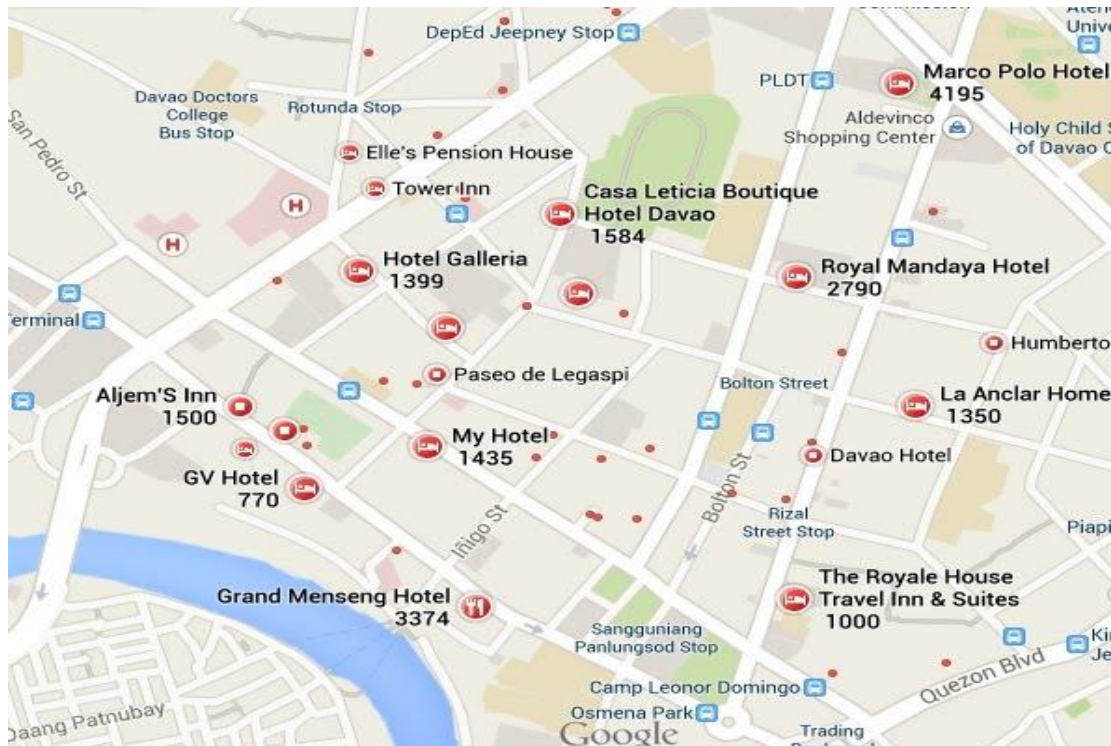 DepEd Jeepney Stop
PLDT
Marco Polo Hotel
4195
Davao Doctors
College
Bus Stop
Rotunda Stop
Aldevinco
Shopping Center
Holy Child
of Davao
San Pedro St
Elle's Pension House
Tower Inn
H
H
Casa Leticia Boutique
Hotel Davao
1584
Hotel Galleria
1399
Royal Mandaya Hotel
2790
Terminal
Humberto
Paseo de Legaspi
Bolton Street
Aljem'S Inn
1500
La Anclar Home
1350
My Hotel
1435
Davao Hotel
GV Hotel
770
Bolton St
Iñigo St
Rizal
Street Stop
Piapi
Grand Menseng Hotel
3374
The Royale House
Travel Inn & Suites
1000
Sangguniang
Panlungsod Stop
Quezon Blvd
Camp Leonor Domingo
Osmena Park
Google
Trading
Patnubay